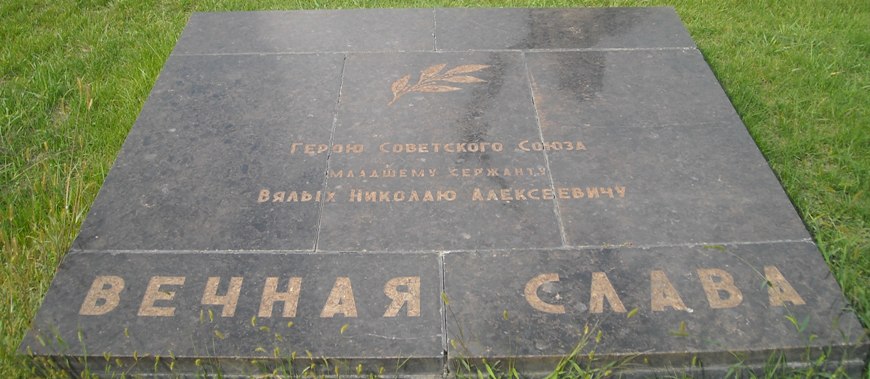 Герою Советского Союза
младшему сержанту
Вялых Николаю Алексеевичу
ВЕЧНАЯ СЛАВА